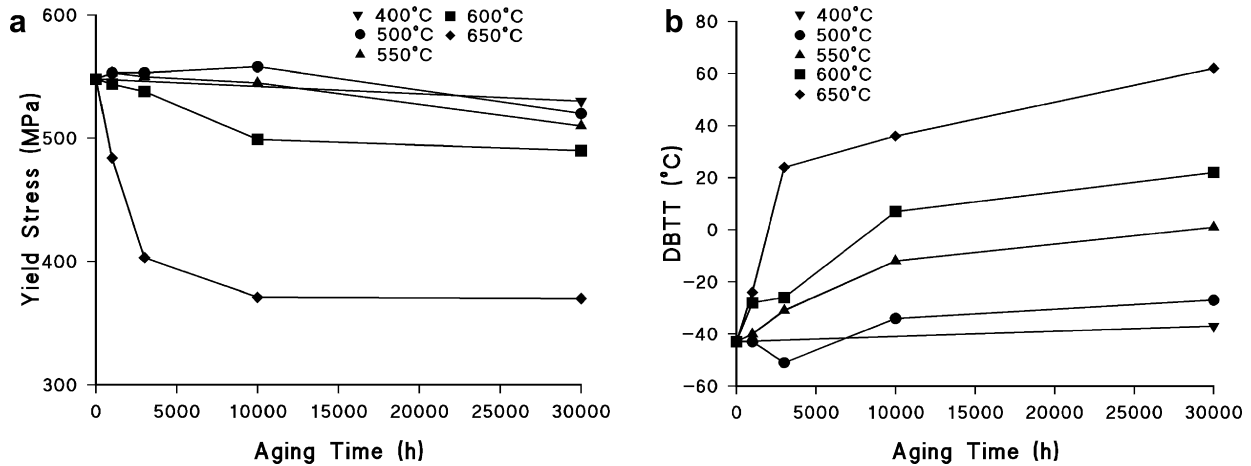 a
400°C 600°C
500°C 650°C
550°C
600
500
400
300
Yield Stress (MPa)
0 5000 10000 15000 20000 25000 30000
Aging Time (h)
b
400°C
500°C
550°C
600°C
650°C
80
60
40
20
0
−20
−40
−60
DBTT (°C)
0 5000 10000 15000 20000 25000 30000
Aging Time (h)